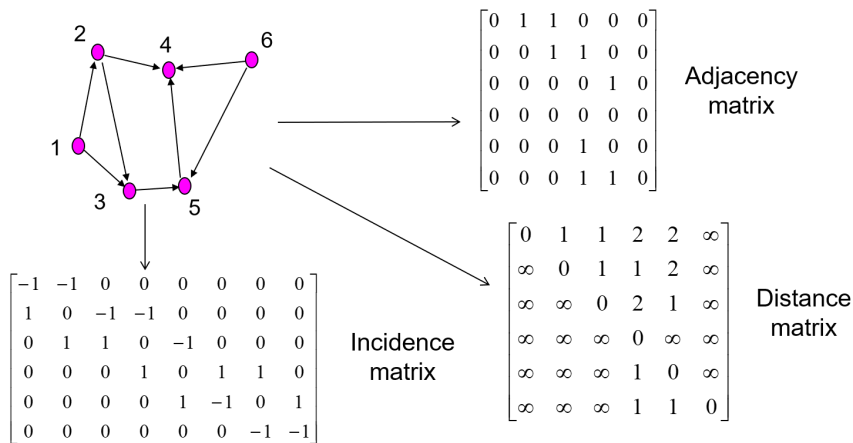 2
4
6
1
3
5
0 1 1 0 0 0
0 0 1 1 0 0
0 0 0 0 1 0
0 0 0 0 0 0
0 0 0 1 0 0
0 0 0 1 1 0
Adjacency
matrix
0 1 1 2 2 ∞
∞ 0 1 1 2 ∞
∞ ∞ 0 2 1 ∞
∞ ∞ ∞ 0 ∞ ∞
∞ ∞ ∞ 1 0 ∞
∞ ∞ ∞ 1 1 0
Distance
matrix
−1 −1 0 0 0 0 0 0
1 0 −1 −1 0 0 0 0
0 1 1 0 −1 0 0 0
0 0 0 1 0 1 1 0
0 0 0 0 1 −1 0 1
0 0 0 0 0 0 −1 −1
Incidence
matrix